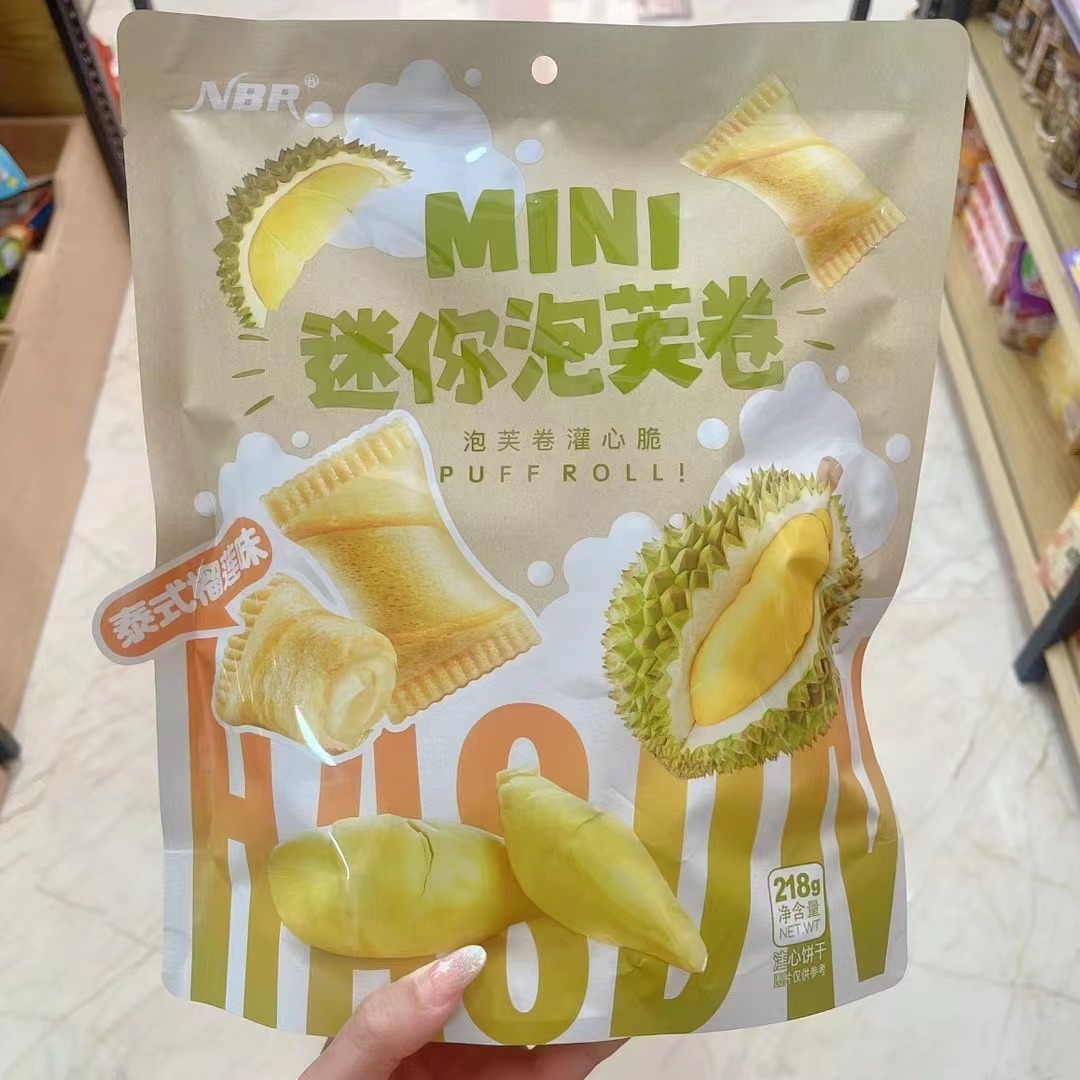 NBR®
MINI
迷你泡芙卷
泡芙卷灌心脆
PUFF ROLL!
泰式榴莲味
218g
净含量
NET.WT
注心饼干
图片仅供参考